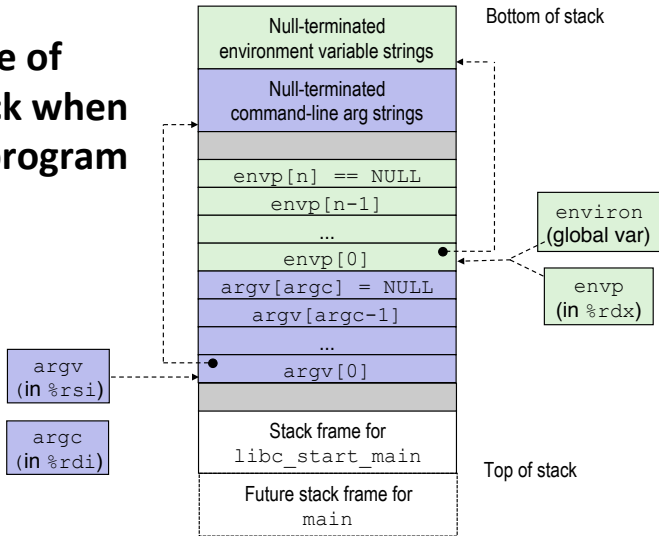 e of
ck when
program
Bottom of stack
Null-terminated
environment variable strings
Null-terminated
command-line arg strings
envp[n] == NULL
envp[n-1]
...
envp[0]
argv[argc] = NULL
argv[argc-1]
...
argv[0]
environ
(global var)
envp
(in %rdx)
argv
(in %rsi)
argc
(in %rdi)
Stack frame for
libc_start_main
Top of stack
Future stack frame for
main